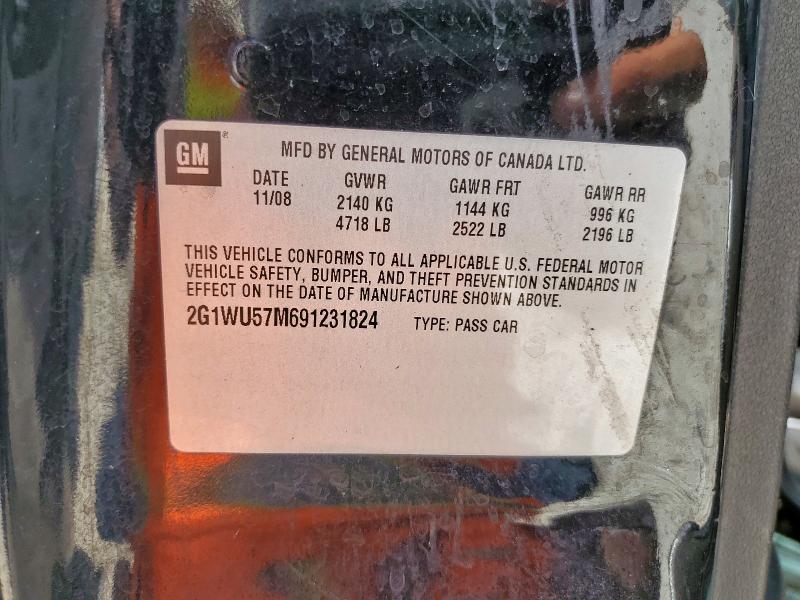 GM® MFD BY GENERAL MOTORS OF CANADA LTD.
DATE GVWR GAWR FRT GAWR RR
11/08 2140 KG 1144 KG 996 KG
4718 LB 2522 LB 2196 LB
THIS VEHICLE CONFORMS TO ALL APPLICABLE U.S. FEDERAL MOTOR
VEHICLE SAFETY, BUMPER, AND THEFT PREVENTION STANDARDS IN
EFFECT ON THE DATE OF MANUFACTURE SHOWN ABOVE.
2G1WU57M691231824 TYPE: PASS CAR